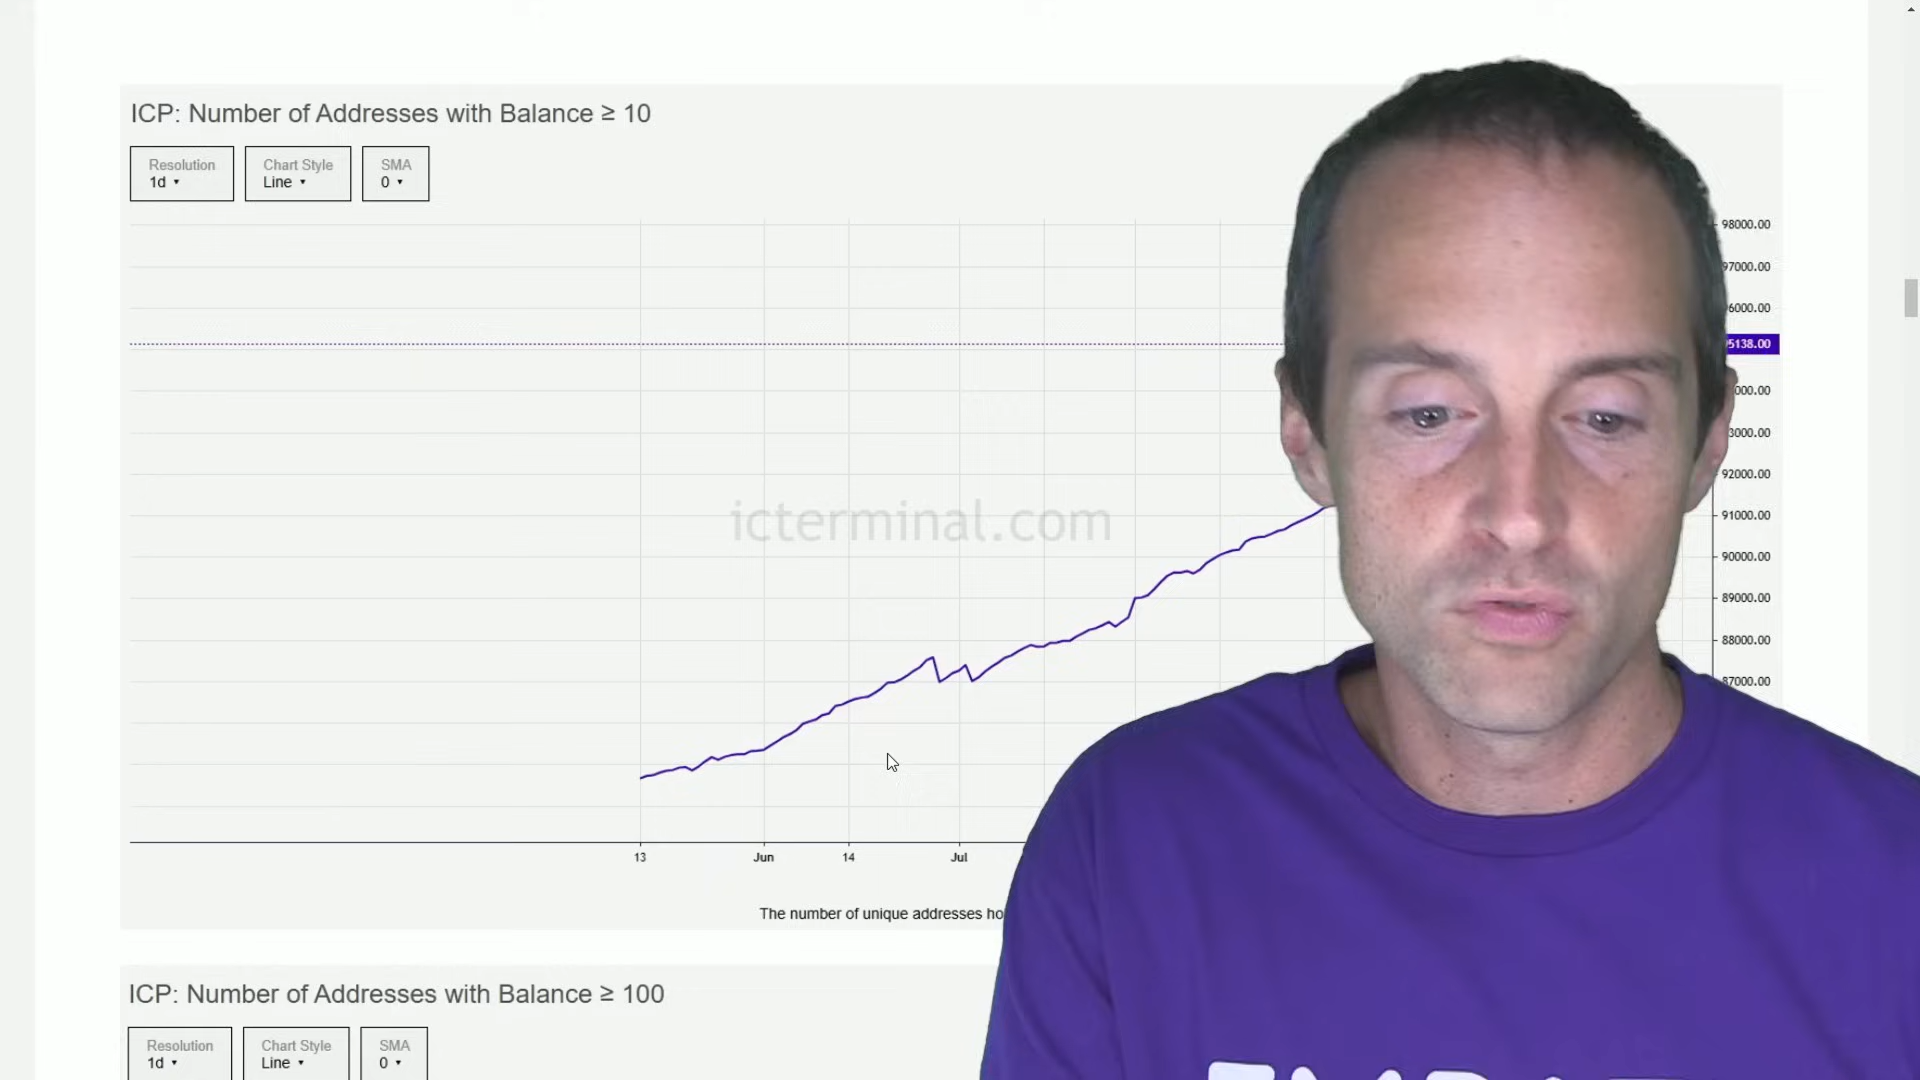 ICP: Number of Addresses with Balance ≥ 10
Resolution
1d
Chart Style
Line
SMA
0
98000.00
97000.00
6000.00
5138.00
000.00
3000.00
92000.00
91000.00
90000.00
89000.00
88000.00
87000.00
icterminal.com
13 Jun 14 Jul
The number of unique addresses ho
ICP: Number of Addresses with Balance ≥ 100
Resolution
1d
Chart Style
Line
SMA
0